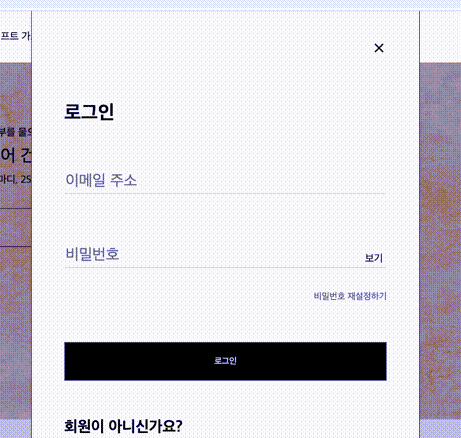 프트 가
로그인
부를 물으
어 건
마디, 25
이메일 주소
비밀번호
보기
비밀번호 재설정하기
로그인
회원이 아니신가요?